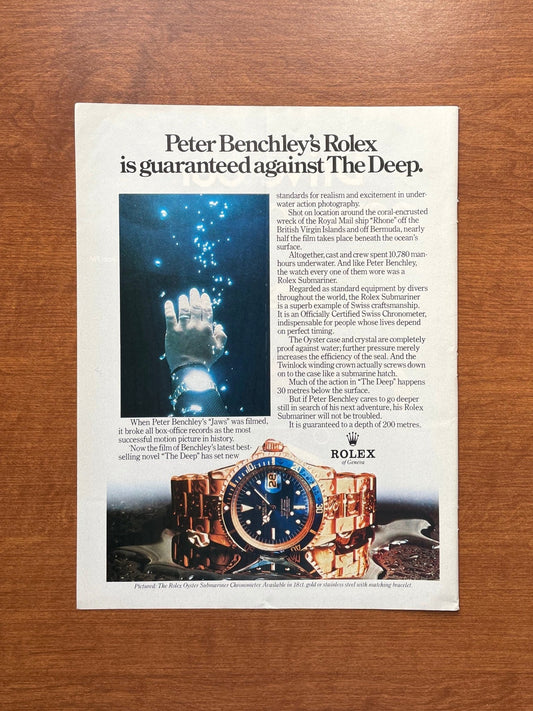 Peter Benchley's Rolex
is guaranteed against The Deep.
When Peter Benchley's "Jaws" was filmed,
it broke all box-office records as the most
successful motion picture in history.
Now the film of Benchley's latest best-
selling novel "The Deep" has set new
standards for realism and excitement in under-
water action photography.
Shot on location around the coral-encrusted
wreck of the Royal Mail ship "Rhone" off the
British Virgin Islands and off Bermuda, nearly
half the film takes place beneath the ocean's
surface.
Altogether, cast and crew spent 10,780 man-
hours underwater. And like Peter Benchley,
the watch every one of them wore was a
Rolex Submariner.
Regarded as standard equipment by divers
throughout the world, the Rolex Submariner
is a superb example of Swiss craftsmanship.
It is an Officially Certified Swiss Chronometer,
indispensable for people whose lives depend
on perfect timing.
The Oyster case and crystal are completely
proof against water; further pressure merely
increases the efficiency of the seal. And the
Twinlock winding crown actually screws down
on to the case like a submarine hatch.
Much of the action in "The Deep" happens
30 metres below the surface.
But if Peter Benchley cares to go deeper
still in search of his next adventure, his Rolex
Submariner will not be troubled.
It is guaranteed to a depth of 200 metres.
ROLEX
of Geneva
28
Pictured: The Rolex Oyster Submariner Chronometer. Available in 18ct. gold or stainless steel with matching bracelet.